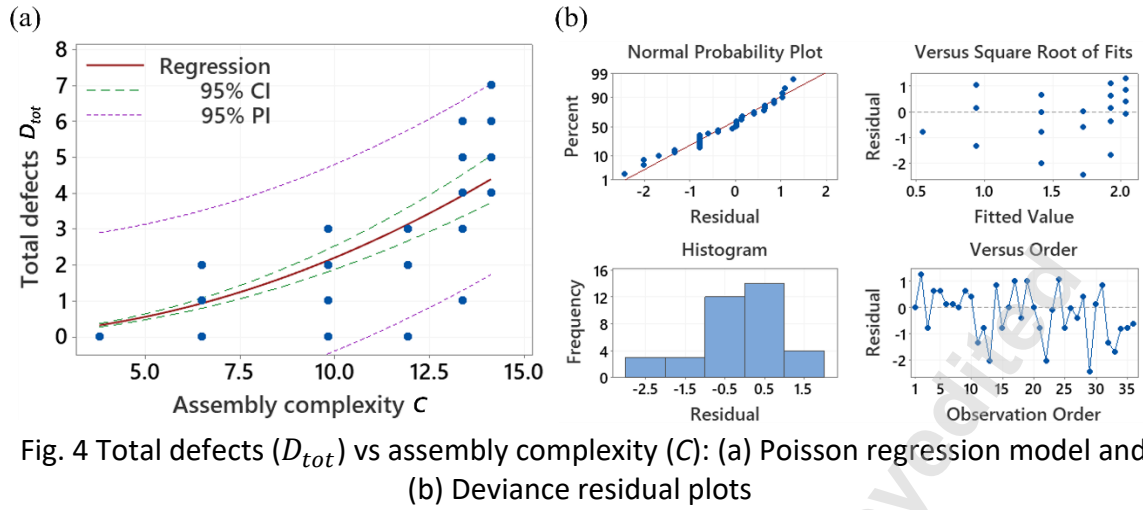 (a)
Total defects D_tot
8
7
6
5
4
3
2
1
0
Regression
95% CI
95% PI
5.0 7.5 10.0 12.5 15.0
Assembly complexity C
(b)
Normal Probability Plot
Percent
99
90
50
10
1
-2 -1 0 1 2
Residual
Versus Square Root of Fits
Residual
1
0
-1
-2
0.5 1.0 1.5 2.0
Fitted Value
Histogram
Frequency
16
12
8
4
0
-2.5 -1.5 -0.5 0.5 1.5
Residual
Versus Order
Residual
1
0
-1
-2
1 5 10 15 20 25 30 35
Observation Order
Fig. 4 Total defects (D_tot) vs assembly complexity (C): (a) Poisson regression model and
(b) Deviance residual plots